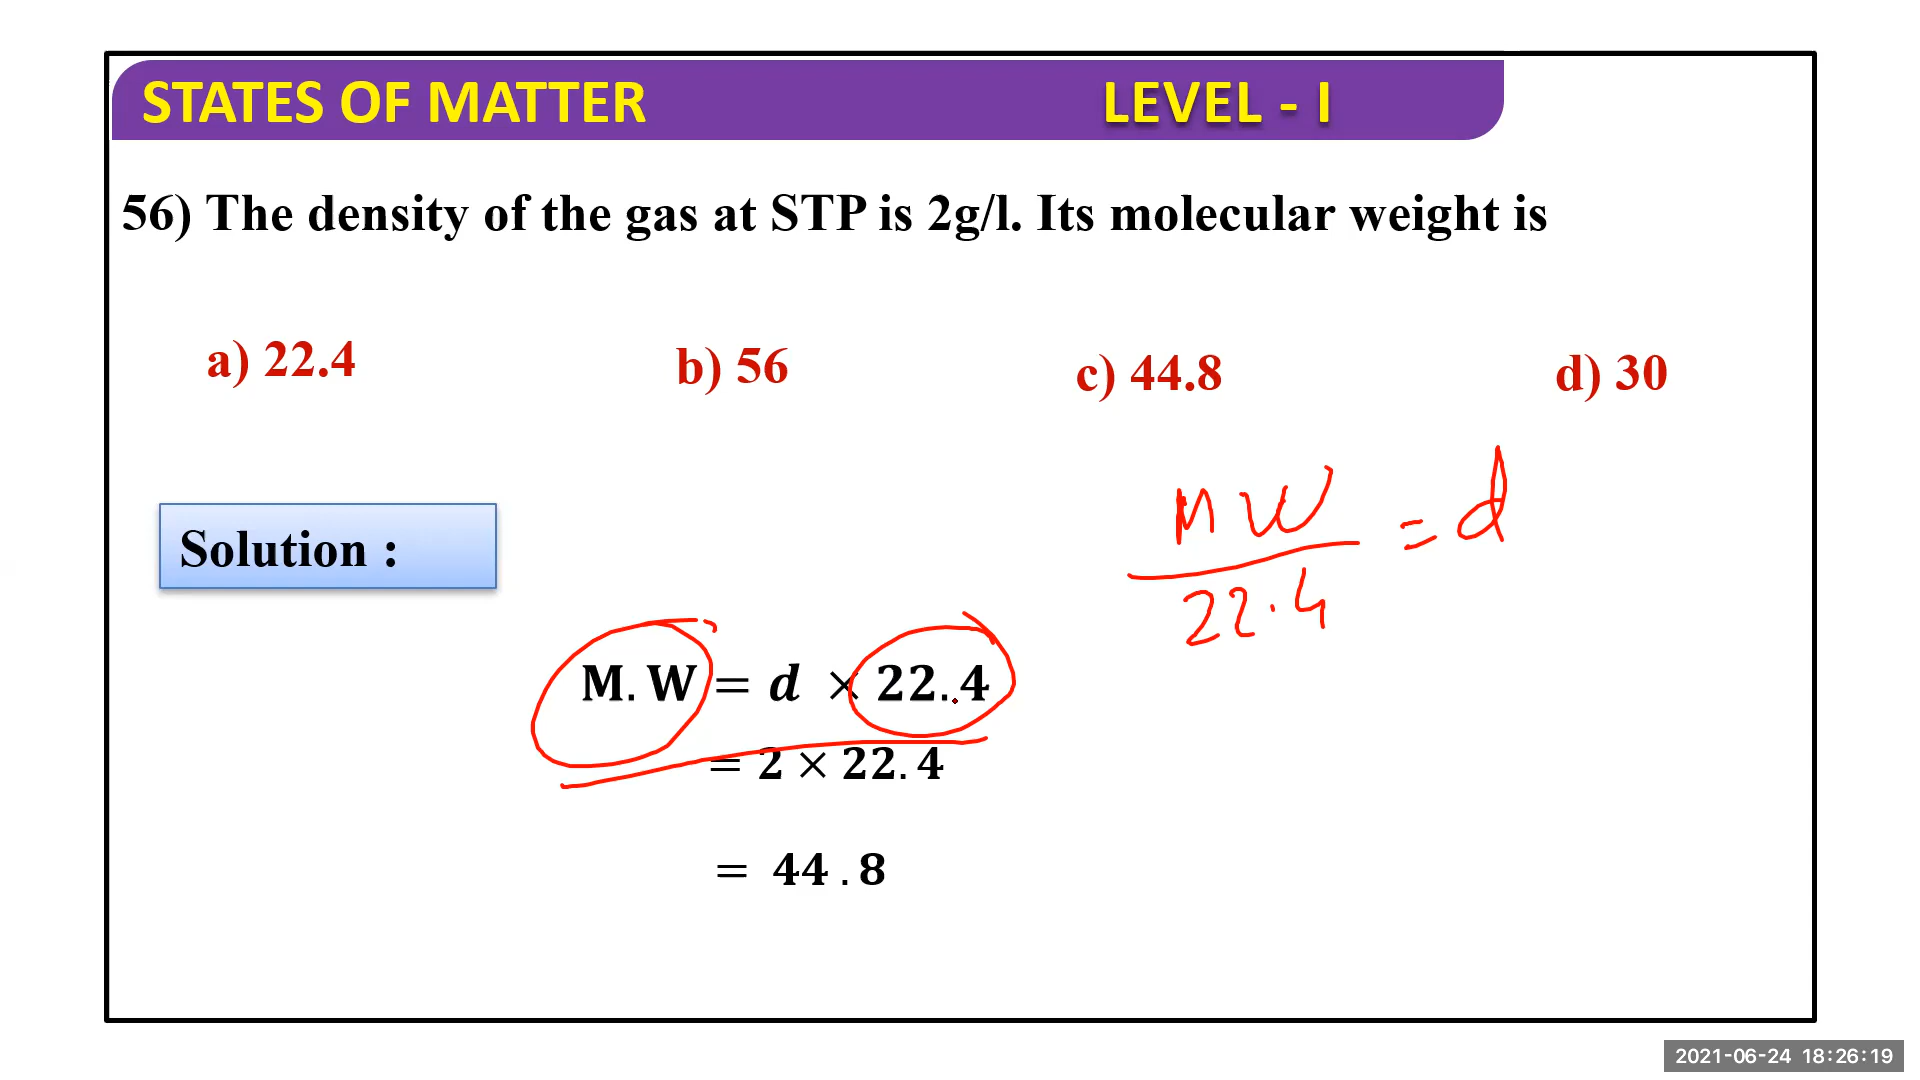 STATES OF MATTER LEVEL - I
56) The density of the gas at STP is 2g/l. Its molecular weight is
a) 22.4 b) 56 c) 44.8 d) 30
MW
= d
22.4
Solution :
M. W = d × 22.4
= 2 × 22.4
= 44 . 8
2021-06-24 18:26:19